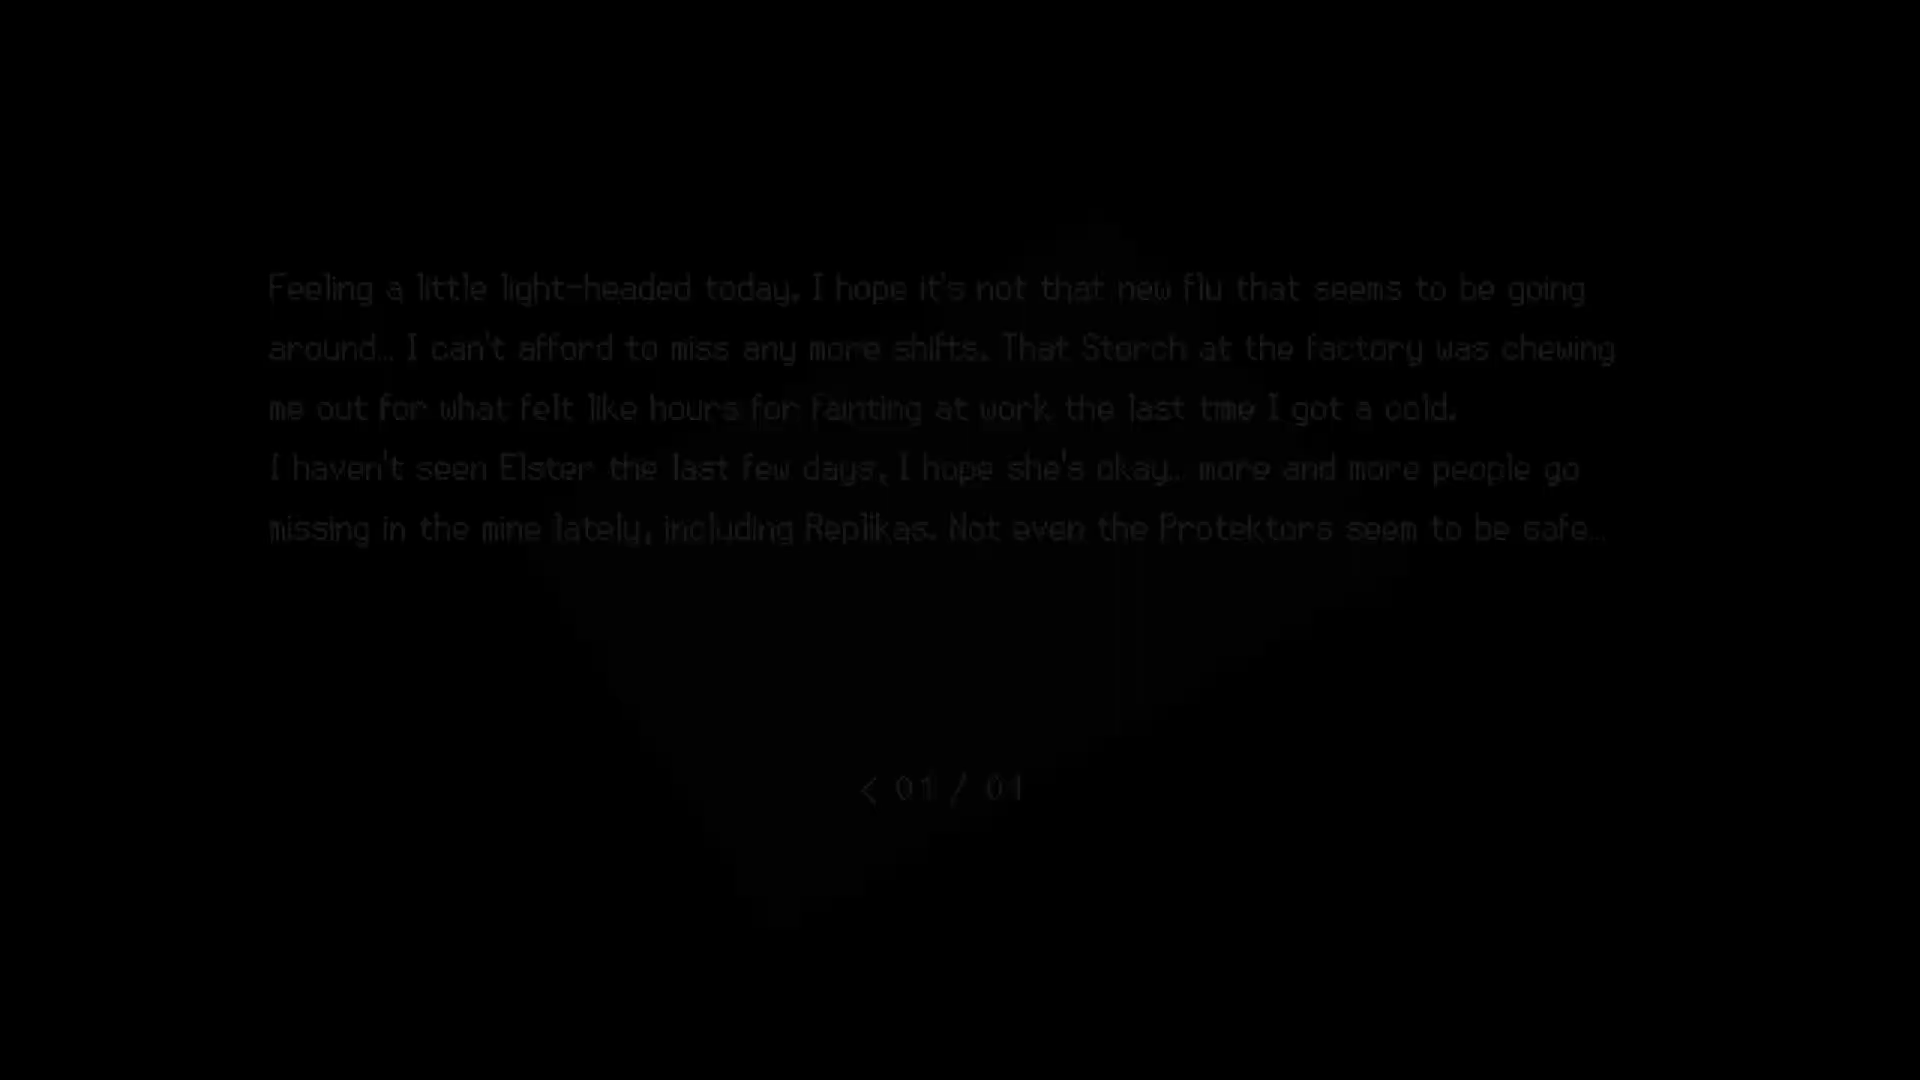 Feeling a little light-headed today. I hope it's not that new flu that seems to be going
around... I can't afford to miss any more shifts. That Storch at the factory was chewing
me out for what felt like hours for fainting at work the last time I got a cold.
I haven't seen Elster the last few days, I hope she's okay... more and more people go
missing in the mine lately, including Replikas. Not even the Protektors seem to be safe...
< 01 / 01